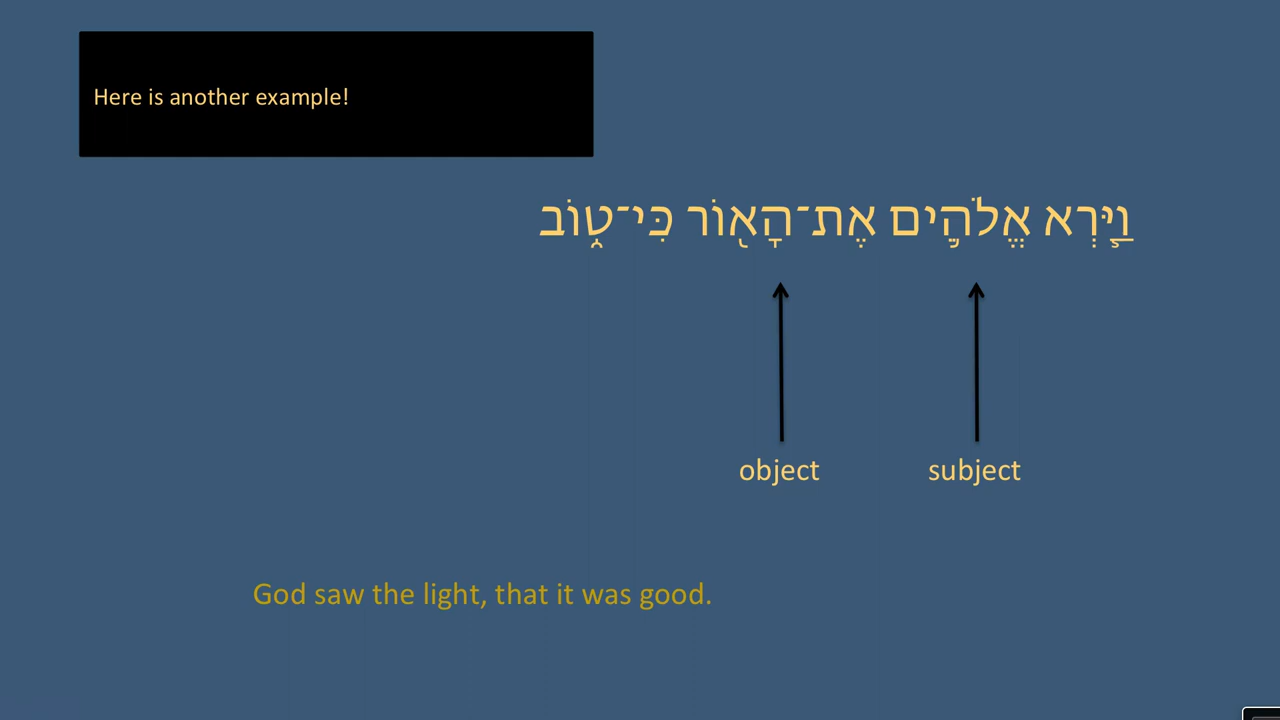 Here is another example!
וַיַּ֧רְא אֱלֹהִ֛ים אֶת־הָא֖וֹר כִּי־ט֑וֹב
object subject
God saw the light, that it was good.